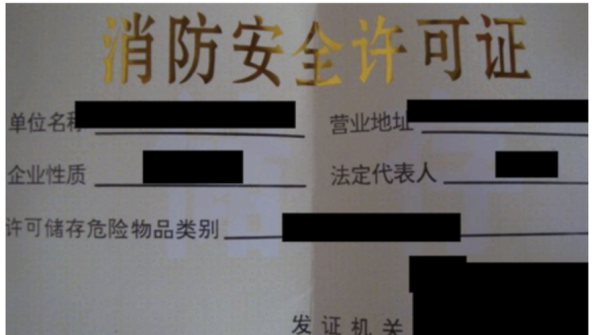 消防安全许可证
单位名称 营业地址
企业性质 法定代表人
许可储存危险物品类别
发证机关